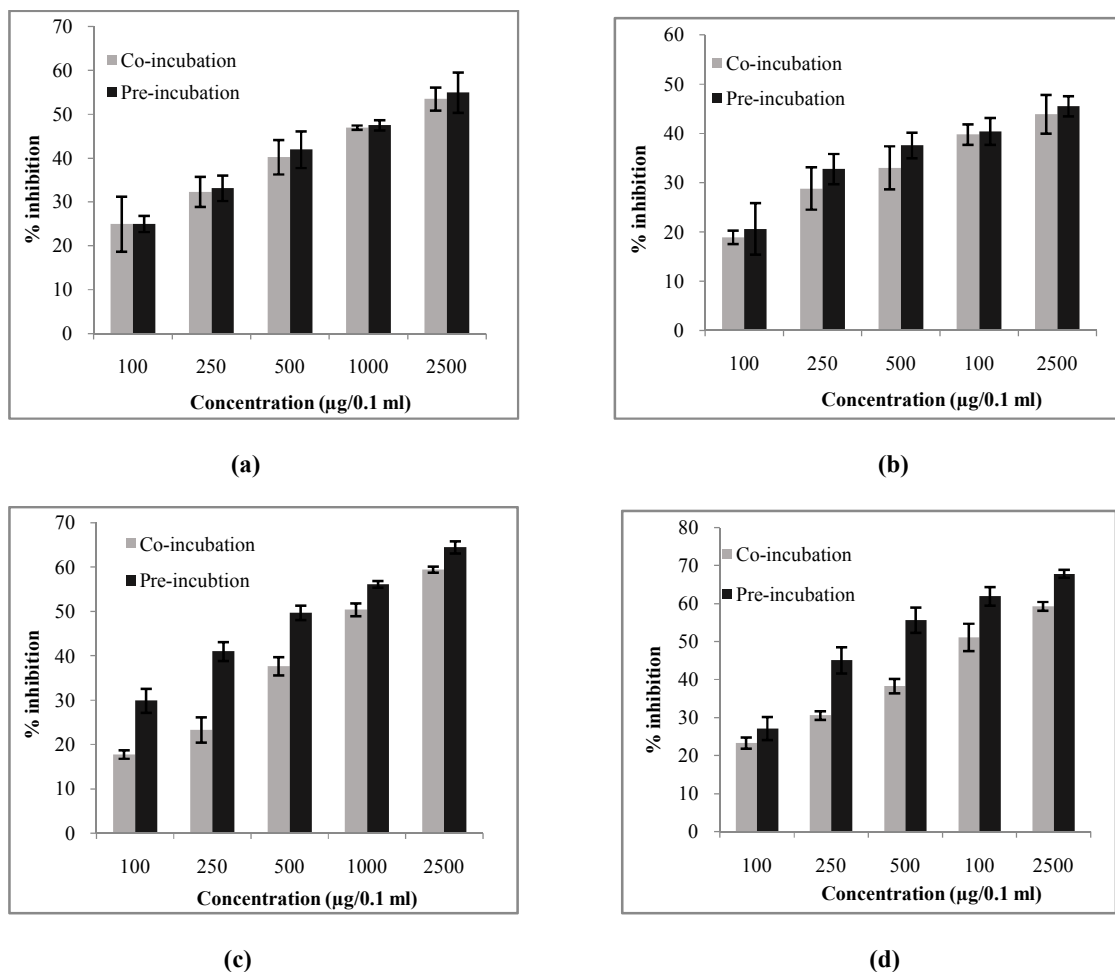 70
60
50
40
30
20
10
0
% inhibition
Co-incubation
Pre-incubation
100 250 500 1000 2500
Concentration (µg/0.1 ml)
(a)
60
50
40
30
20
10
0
% inhibition
Co-incubation
Pre-incubation
100 250 500 100 2500
Concentration (µg/0.1 ml)
(b)
70
60
50
40
30
20
10
0
% inhibition
Co-incubation
Pre-incubtion
100 250 500 1000 2500
Concentration (µg/0.1 ml)
(c)
80
70
60
50
40
30
20
10
0
% inhibition
Co-incubation
Pre-incubation
100 250 500 100 2500
Concentration (µg/0.1 ml)
(d)